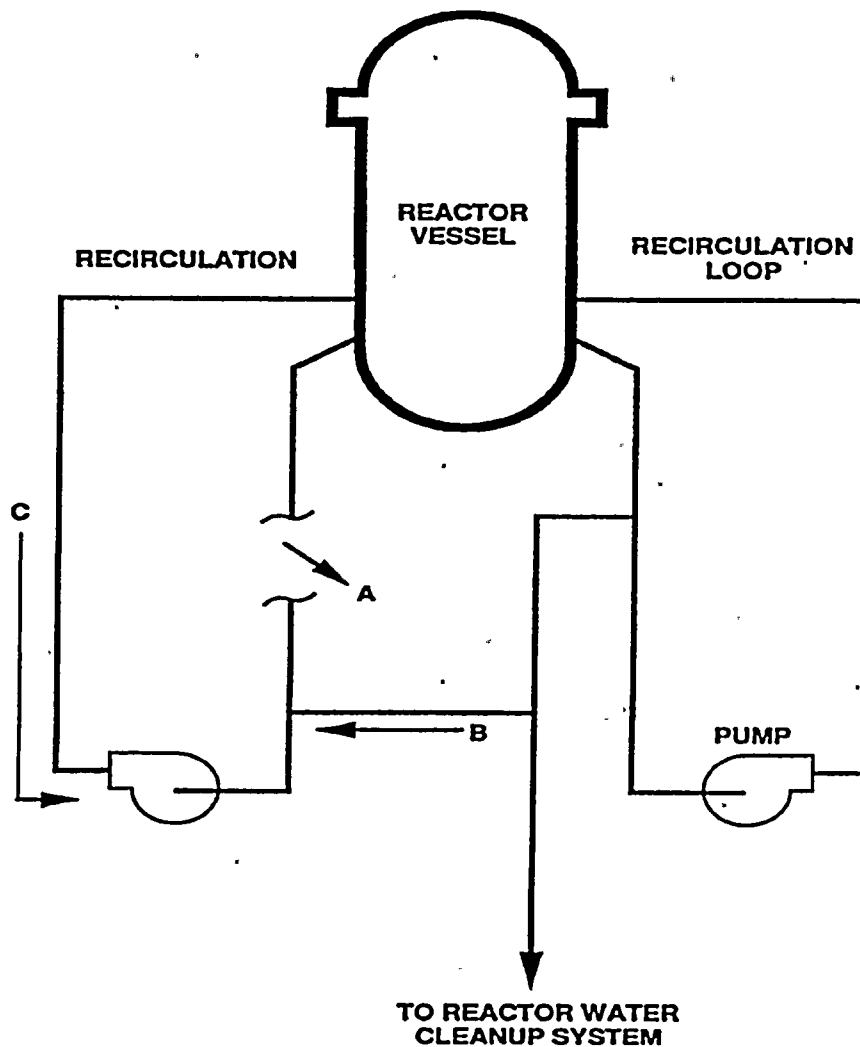 REACTOR
VESSEL
RECIRCULATION
RECIRCULATION
LOOP
C
A
B
PUMP
TO REACTOR WATER
CLEANUP SYSTEM